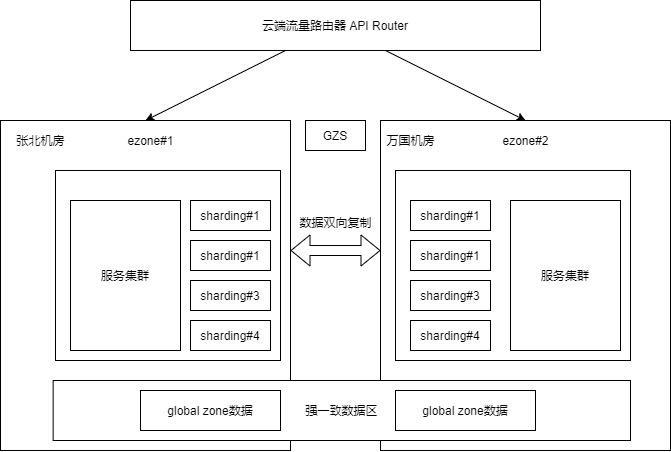 云端流量路由器 API Router
张北机房
ezone#1
GZS
万国机房
ezone#2
服务集群
sharding#1
sharding#1
sharding#3
sharding#4
数据双向复制
sharding#1
sharding#1
sharding#3
sharding#4
服务集群
global zone数据
强一致数据区
global zone数据